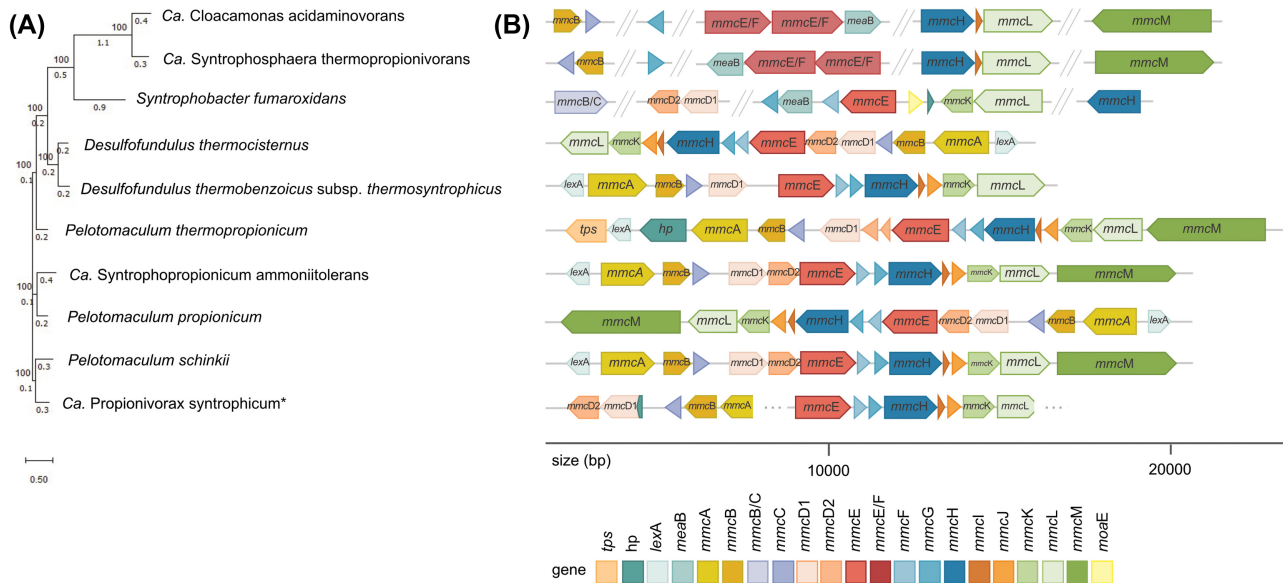 (A)
(B)
Ca. Cloacamonas acidaminovorans
Ca. Syntrophosphaera thermopropionivorans
Syntrophobacter fumaroxidans
Desulfofundulus thermocisternus
Desulfofundulus thermobenzoicus subsp. thermosyntrophicus
Pelotomaculum thermopropionicum
Ca. Syntrophopropionicum ammoniitolerans
Pelotomaculum propionicum
Pelotomaculum schinkii
Ca. Propionivorax syntrophicum*
100
0.4
1.1
100
0.3
0.5
100
0.9
0.2
0.2
100
100
0.2
0.2
0.1
0.2
0.2
100
0.4
100
0.1
0.2
0.3
100
0.1
0.3
0.50
mmcB mmcE/F mmcE/F meaB mmcH mmcL mmcM
mmcB meaB mmcE/F mmcE/F mmcH mmcL mmcM
mmcB/C mmcD2 mmcD1 meaB mmcE mmcK mmcL mmcH
mmcL mmcK mmcH mmcE mmcD2 mmcD1 mmcB mmcA lexA
lexA mmcA mmcB mmcD1 mmcE mmcH mmcK mmcL
tps lexA hp mmcA mmcB mmcD1 mmcE mmcH mmcK mmcL mmcM
lexA mmcA mmcB mmcD1 mmcD2 mmcE mmcH mmcK mmcL mmcM
mmcM mmcL mmcK mmcH mmcE mmcD2 mmcD1 mmcB mmcA lexA
lexA mmcA mmcB mmcD1 mmcD2 mmcE mmcH mmcK mmcL mmcM
mmcD2 mmcD1 mmcB mmcA ... mmcE mmcH mmcK mmcL ...
size (bp)
10000
20000
tps
hp
lexA
meaB
mmcA
mmcB
mmcB/C
mmcC
mmcD1
mmcD2
mmcE
mmcE/F
mmcF
mmcG
mmcH
mmcI
mmcJ
mmcK
mmcL
mmcM
moaE
gene